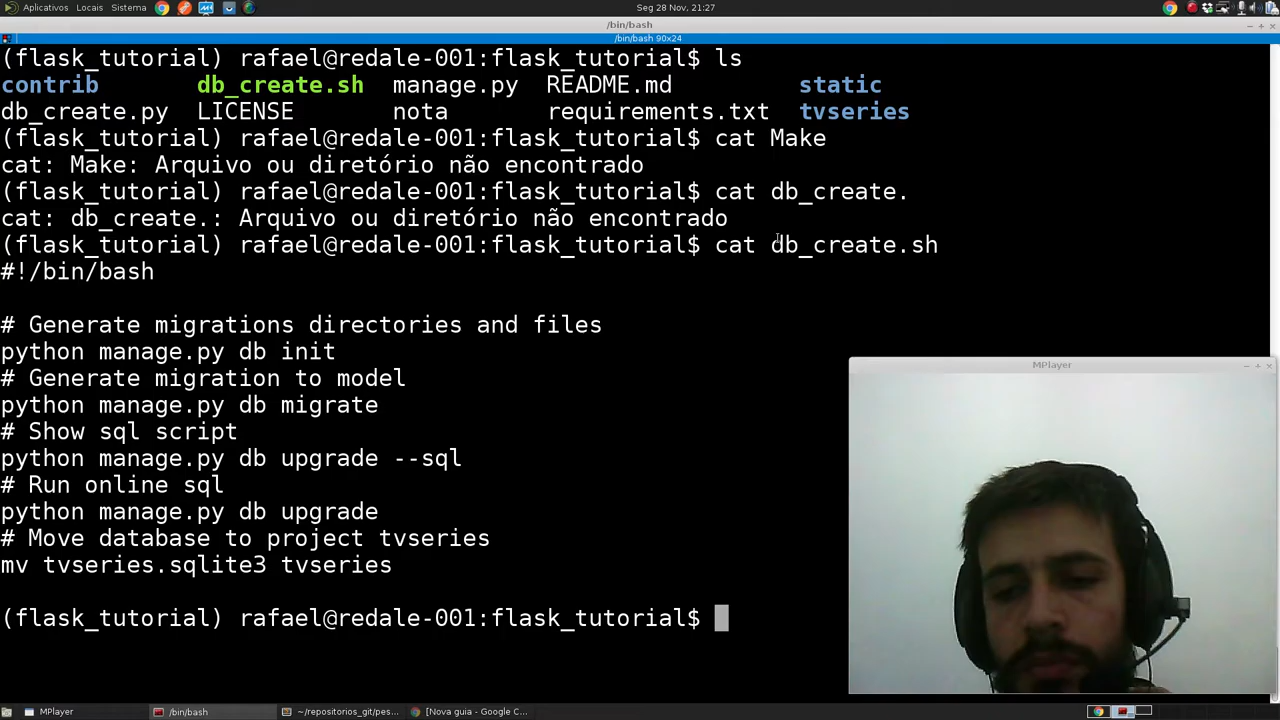 Aplicativos Locais Sistema Seg 28 Nov, 21:27
/bin/bash
/bin/bash 90x24
(flask_tutorial) rafael@redale-001:flask_tutorial$ ls
contrib db_create.sh manage.py README.md static
db_create.py LICENSE nota requirements.txt tvseries
(flask_tutorial) rafael@redale-001:flask_tutorial$ cat Make
cat: Make: Arquivo ou diretório não encontrado
(flask_tutorial) rafael@redale-001:flask_tutorial$ cat db_create.
cat: db_create.: Arquivo ou diretório não encontrado
(flask_tutorial) rafael@redale-001:flask_tutorial$ cat db_create.sh
#!/bin/bash
# Generate migrations directories and files
python manage.py db init
# Generate migration to model
python manage.py db migrate
# Show sql script
python manage.py db upgrade --sql
# Run online sql
python manage.py db upgrade
# Move database to project tvseries
mv tvseries.sqlite3 tvseries
(flask_tutorial) rafael@redale-001:flask_tutorial$
MPlayer
MPlayer /bin/bash ~/repositorios_git/pes... [Nova guia - Google C...